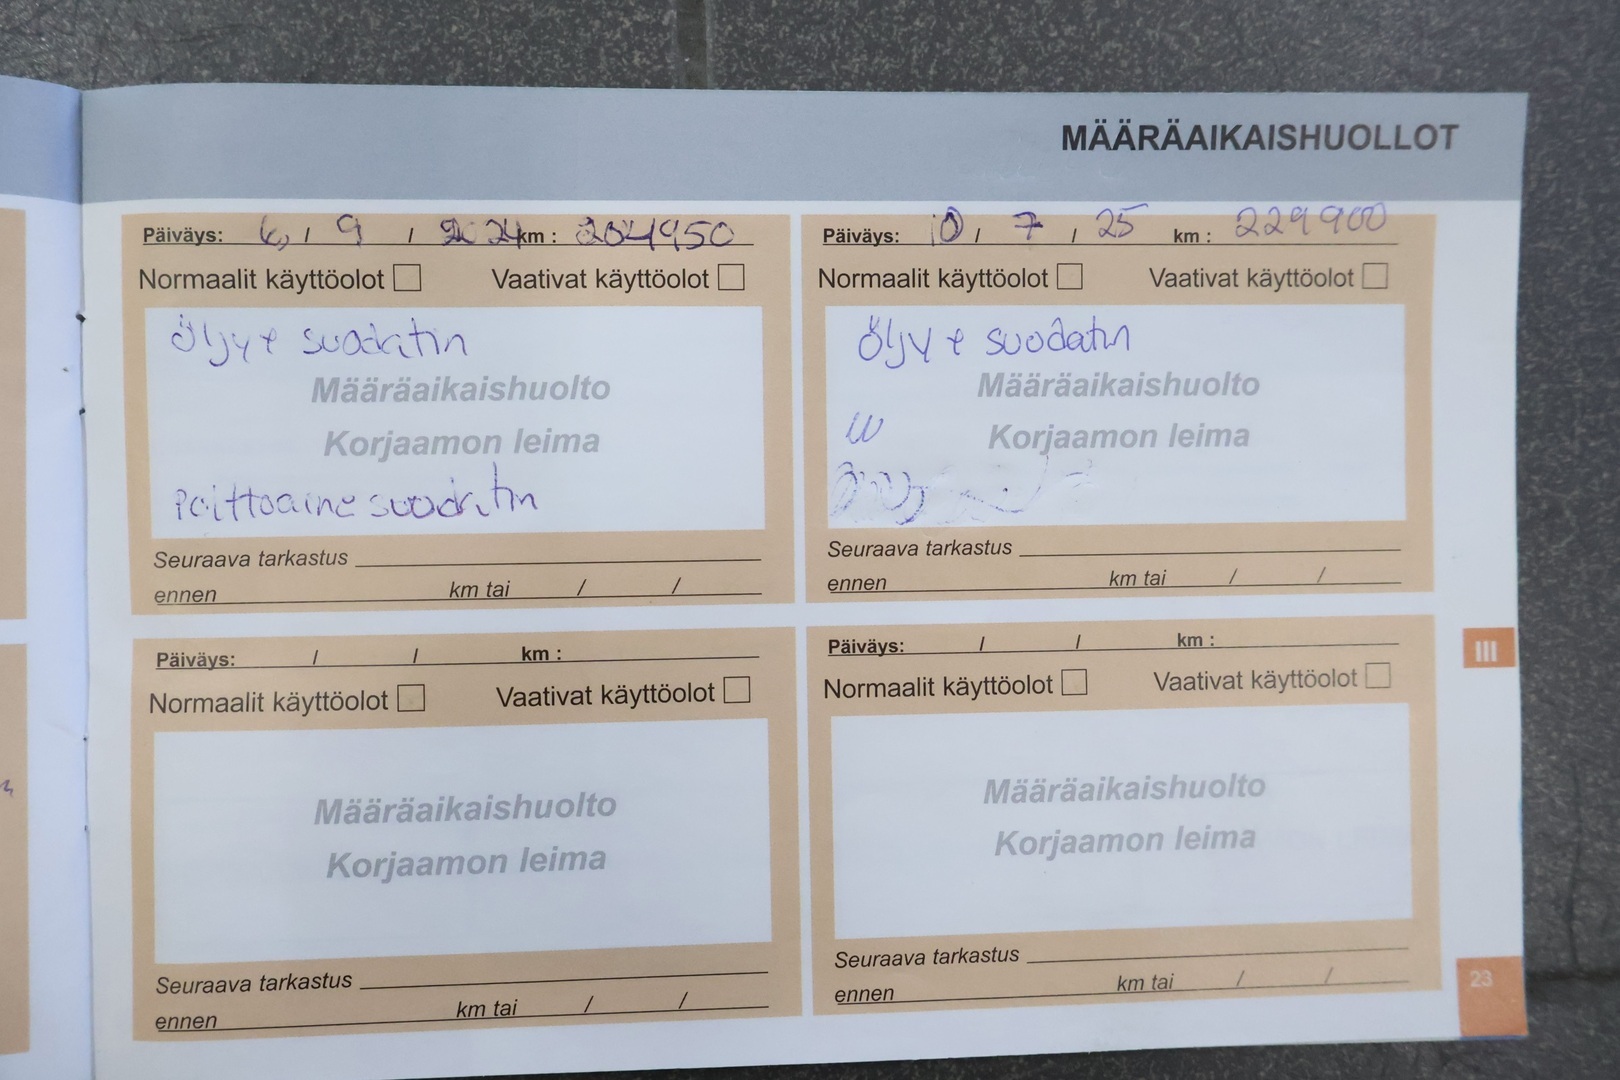 MÄÄRÄAIKAISHUOLLOT
Päiväys: 6 / 9 / 2024 km : 204950
Normaalit käyttöolot Vaativat käyttöolot
Öljy + suodatin
Määräaikaishuolto
Korjaamon leima
Polttoainesuodatin
Seuraava tarkastus
ennen km tai / /
Päiväys: 10 / 7 / 25 km : 229900
Normaalit käyttöolot Vaativat käyttöolot
Öljy + suodatin
Määräaikaishuolto
Korjaamon leima
Seuraava tarkastus
ennen km tai / /
Päiväys: / / km :
Normaalit käyttöolot Vaativat käyttöolot
Määräaikaishuolto
Korjaamon leima
Seuraava tarkastus
ennen km tai / /
Päiväys: / / km :
Normaalit käyttöolot Vaativat käyttöolot
Määräaikaishuolto
Korjaamon leima
Seuraava tarkastus
ennen km tai / /
III
23